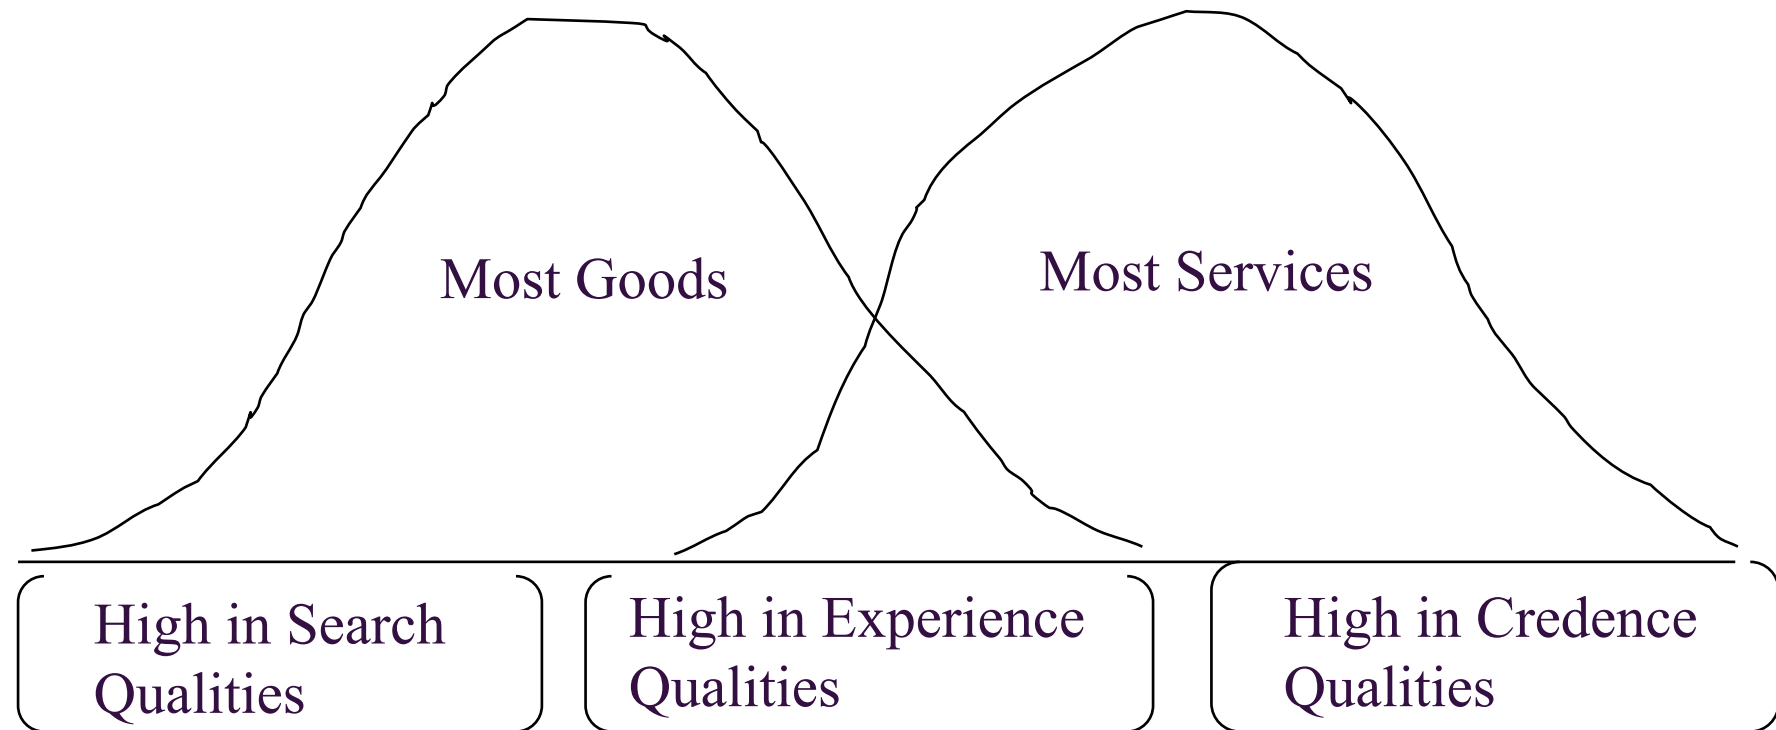 Most Goods
Most Services
High in Search
Qualities
High in Experience
Qualities
High in Credence
Qualities